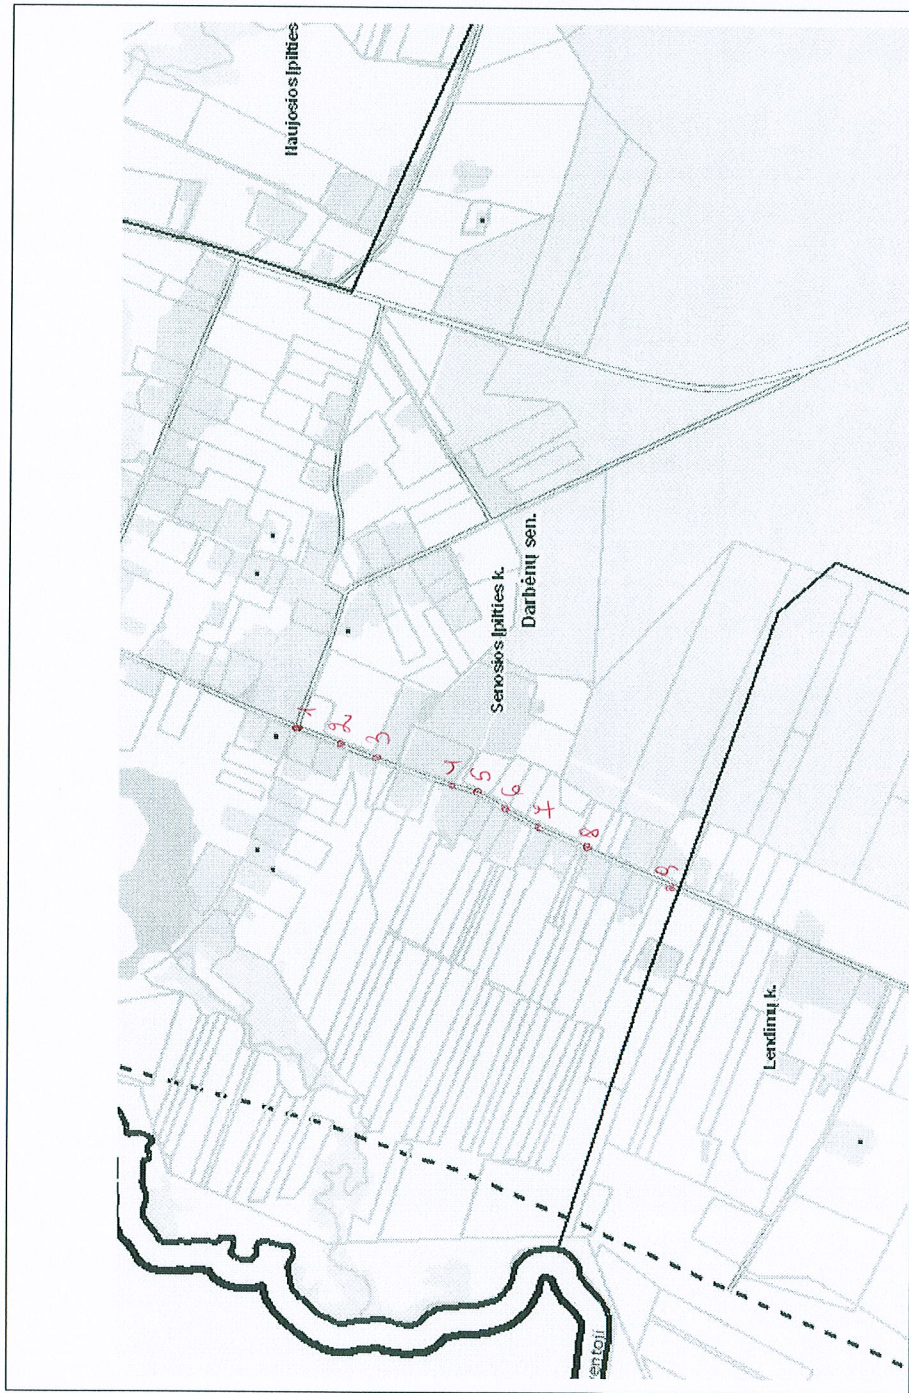 Naujosios Įpilties
Senosios Įpilties k.
Darbėnų sen.
1
2
3
4
5
6
7
8
9
Lendimų k.
entoji